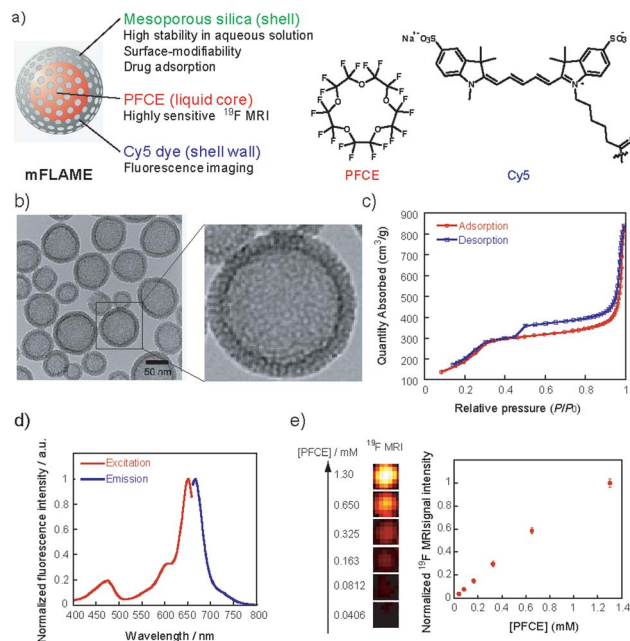 a)
Mesoporous silica (shell)
High stability in aqueous solution
Surface-modifiability
Drug adsorption
PFCE (liquid core)
Highly sensitive ¹⁹F MRI
Cy5 dye (shell wall)
Fluorescence imaging
mFLAME
F F F F
F F F F
O O
F F
F F
O O
F F
F F
O
F F F F
PFCE
Na⁺⁻O₃S
SO₃⁻
N
N⁺
O
Cy5
b)
50 nm
c)
Quantity Absorbed (cm³/g)
900
800
700
600
500
400
300
200
100
Adsorption
Desorption
0 0.2 0.4 0.6 0.8 1
Relative pressure (P/P₀)
d)
Normalized fluorescence intensity / a.u.
1
0.8
0.6
0.4
0.2
0
Excitation
Emission
400 450 500 550 600 650 700 750 800
Wavelength / nm
e)
[PFCE] / mM
¹⁹F MRI
1.30
0.650
0.325
0.163
0.0812
0.0406
Normalized ¹⁹F MRIsignal intensity
1
0.8
0.6
0.4
0.2
0
0 0.2 0.4 0.6 0.8 1 1.2 1.4
[PFCE] (mM)